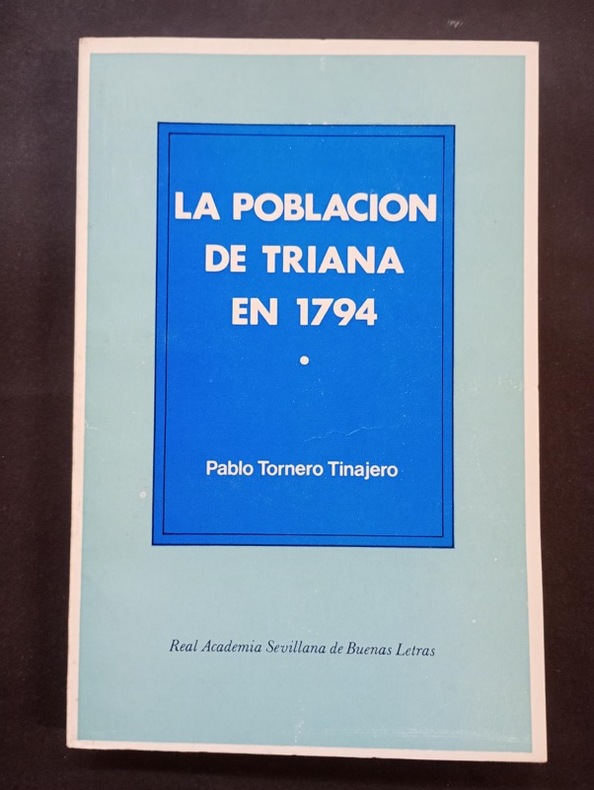 LA POBLACION
DE TRIANA
EN 1794
Pablo Tornero Tinajero
Real Academia Sevillana de Buenas Letras